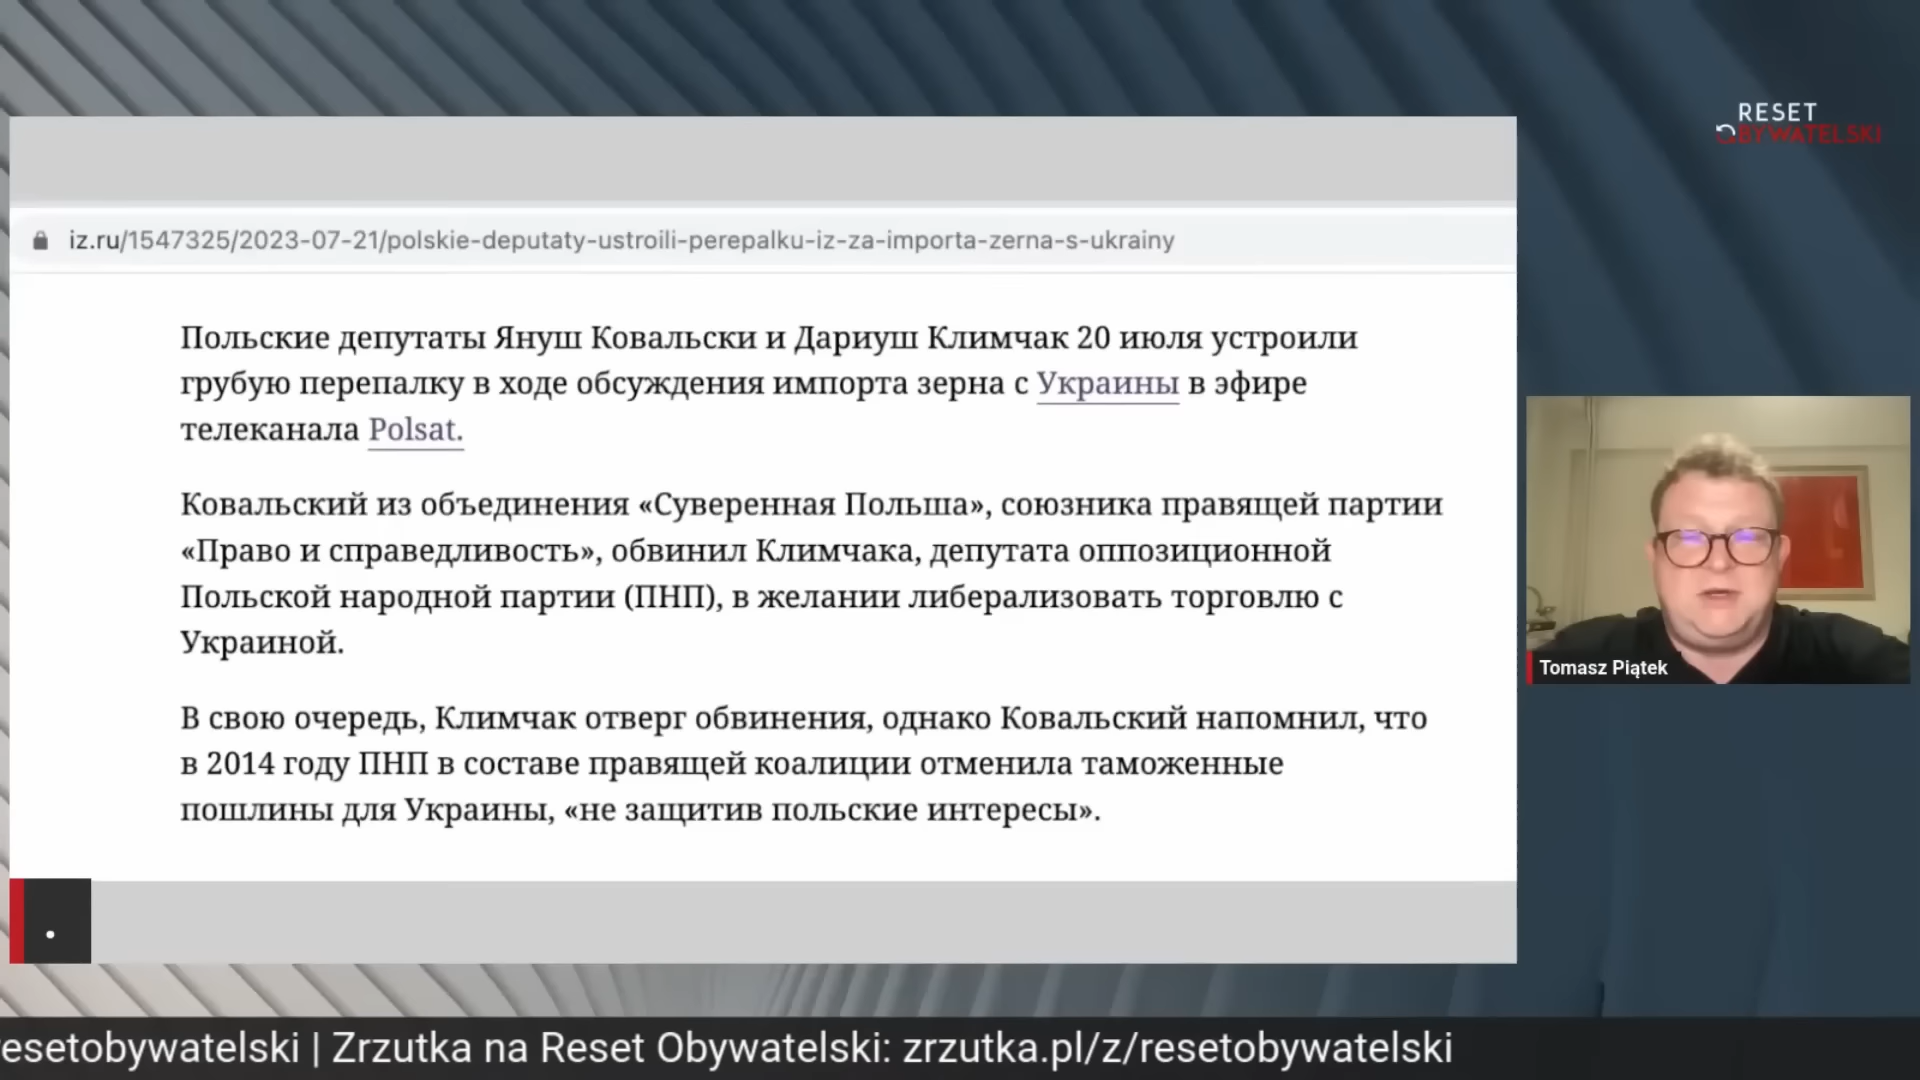 RESET
OBYWATELSKI
iz.ru/1547325/2023-07-21/polskie-deputaty-ustroili-perepalku-iz-za-importa-zerna-s-ukrainy
Польские депутаты Януш Ковальски и Дариуш Климчак 20 июля устроили
грубую перепалку в ходе обсуждения импорта зерна с Украины в эфире
телеканала Polsat.
Ковальский из объединения «Суверенная Польша», союзника правящей партии
«Право и справедливость», обвинил Климчака, депутата оппозиционной
Польской народной партии (ПНП), в желании либерализовать торговлю с
Украиной.
В свою очередь, Климчак отверг обвинения, однако Ковальский напомнил, что
в 2014 году ПНП в составе правящей коалиции отменила таможенные
пошлины для Украины, «не защитив польские интересы».
Tomasz Piątek
.
esetobywatelski | Zrzutka na Reset Obywatelski: zrzutka.pl/z/resetobywatelski